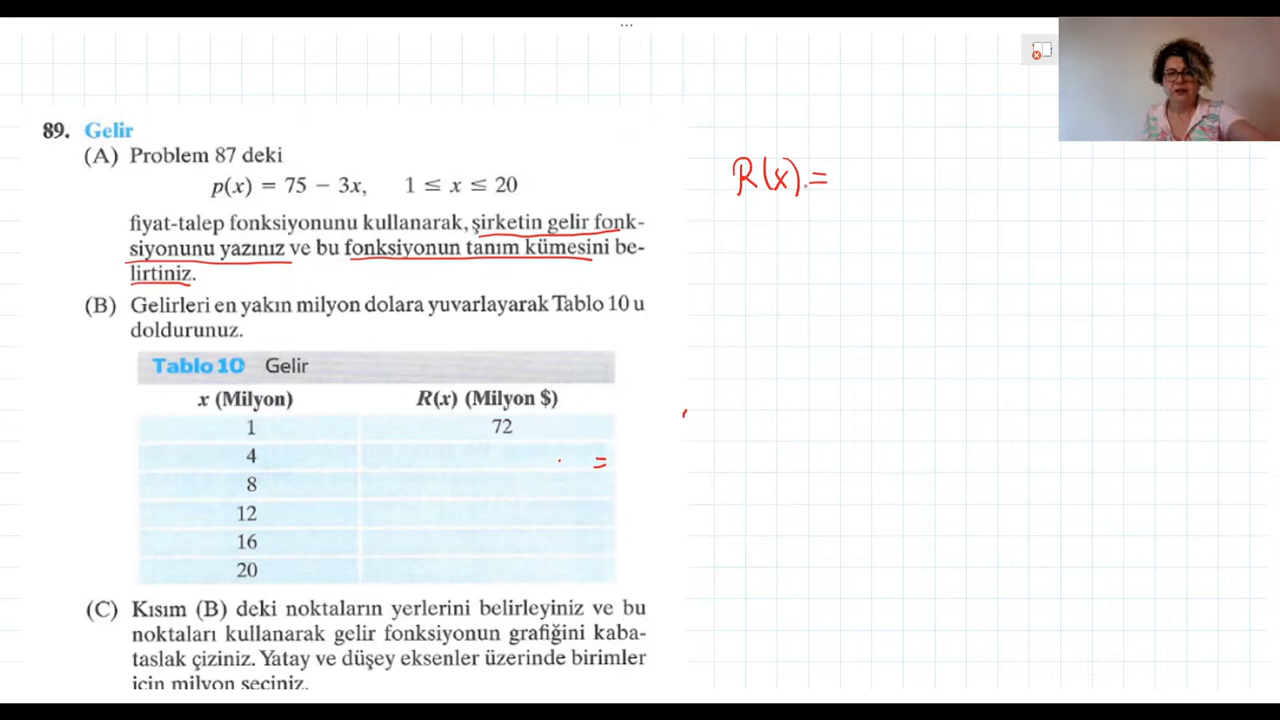 89. Gelir
(A) Problem 87 deki
p(x) = 75 − 3x, 1 ≤ x ≤ 20
fiyat-talep fonksiyonunu kullanarak, şirketin gelir fonk-
siyonunu yazınız ve bu fonksiyonun tanım kümesini be-
lirtiniz.
(B) Gelirleri en yakın milyon dolara yuvarlayarak Tablo 10 u
doldurunuz.
Tablo 10 Gelir
x (Milyon) R(x) (Milyon $)
1 72
4 =
8
12
16
20
(C) Kısım (B) deki noktaların yerlerini belirleyiniz ve bu
noktaları kullanarak gelir fonksiyonun grafiğini kaba-
taslak çiziniz. Yatay ve düşey eksenler üzerinde birimler
için milyon seçiniz.
R(x) =